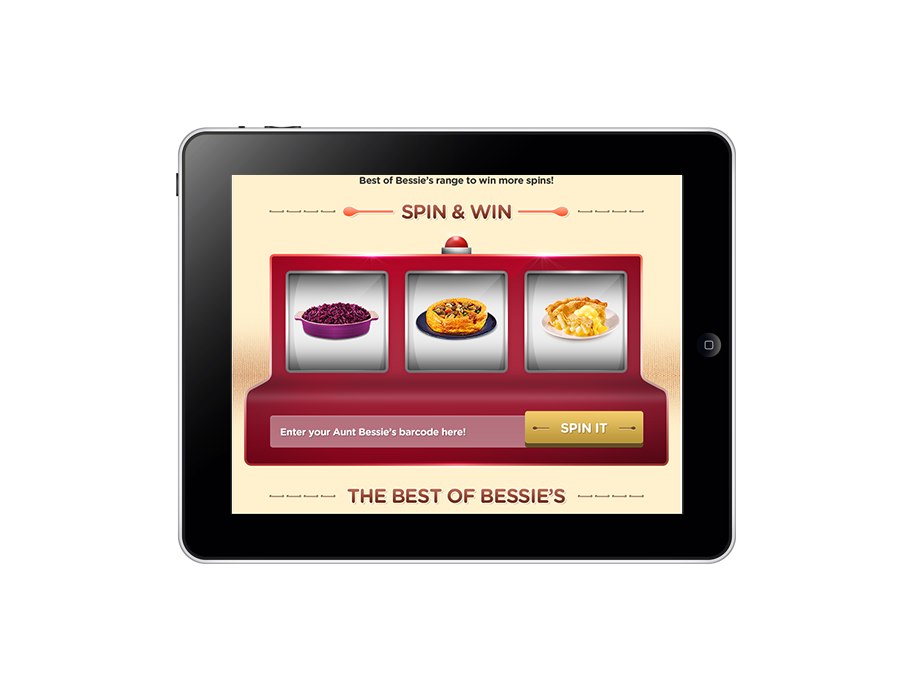 Best of Bessie's range to win more spins!
SPIN & WIN
Enter your Aunt Bessie's barcode here!
SPIN IT
THE BEST OF BESSIE'S